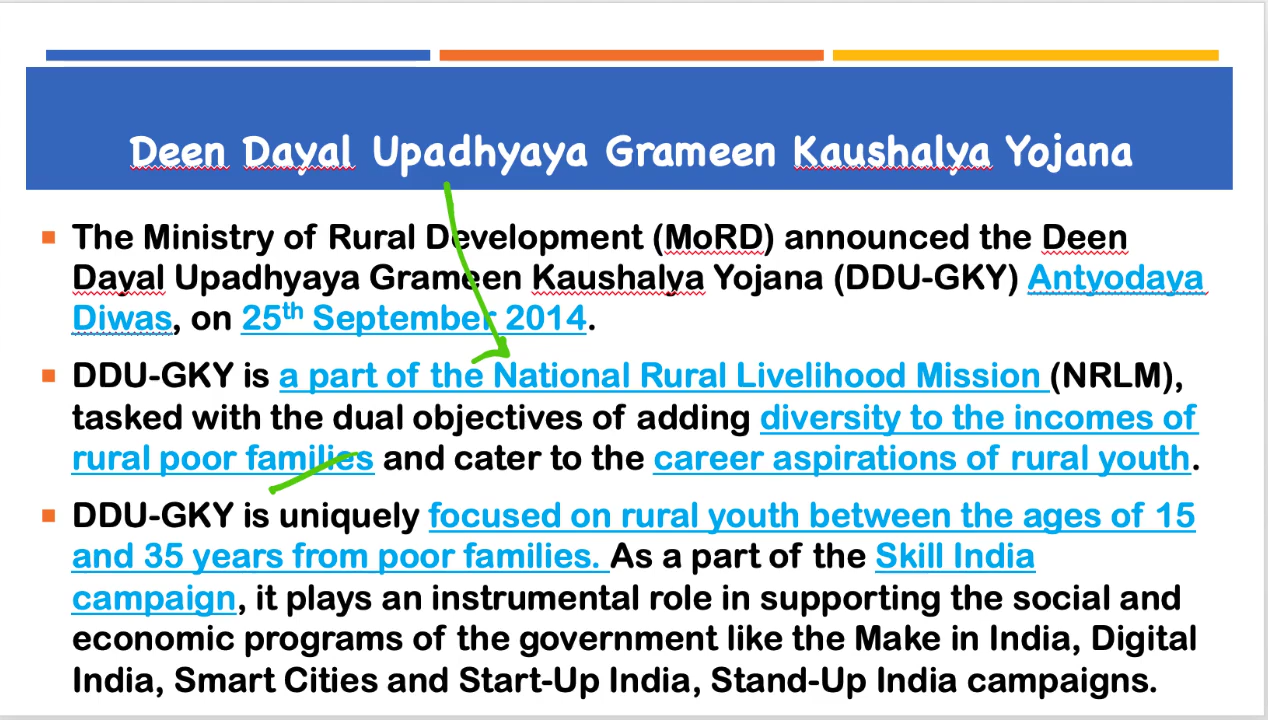 Deen Dayal Upadhyaya Grameen Kaushalya Yojana
The Ministry of Rural Development (MoRD) announced the Deen
Dayal Upadhyaya Grameen Kaushalya Yojana (DDU-GKY) Antyodaya
Diwas, on 25th September 2014.
DDU-GKY is a part of the National Rural Livelihood Mission (NRLM),
tasked with the dual objectives of adding diversity to the incomes of
rural poor families and cater to the career aspirations of rural youth.
DDU-GKY is uniquely focused on rural youth between the ages of 15
and 35 years from poor families. As a part of the Skill India
campaign, it plays an instrumental role in supporting the social and
economic programs of the government like the Make in India, Digital
India, Smart Cities and Start-Up India, Stand-Up India campaigns.